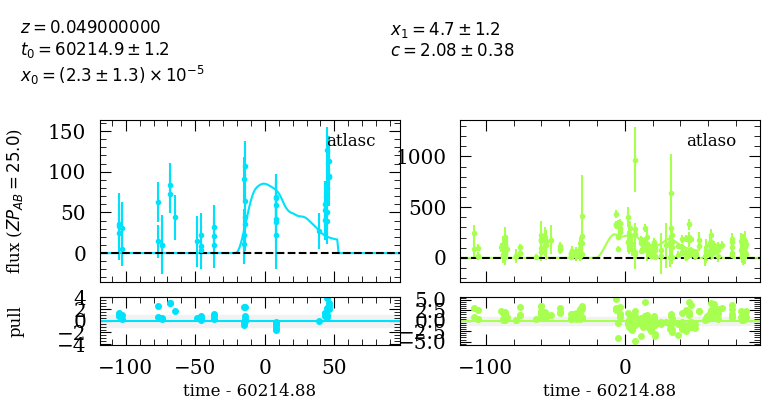 z = 0.049000000
t₀ = 60214.9 ± 1.2
x₀ = (2.3 ± 1.3) × 10⁻⁵
x₁ = 4.7 ± 1.2
c = 2.08 ± 0.38
atlasc
150
100
50
0
flux (ZP_AB = 25.0)
4
2
0
−2
−4
pull
−100
−50
0
50
time - 60214.88
atlaso
1000
500
0
5.0
2.5
0.0
−2.5
−5.0
−100
0
time - 60214.88